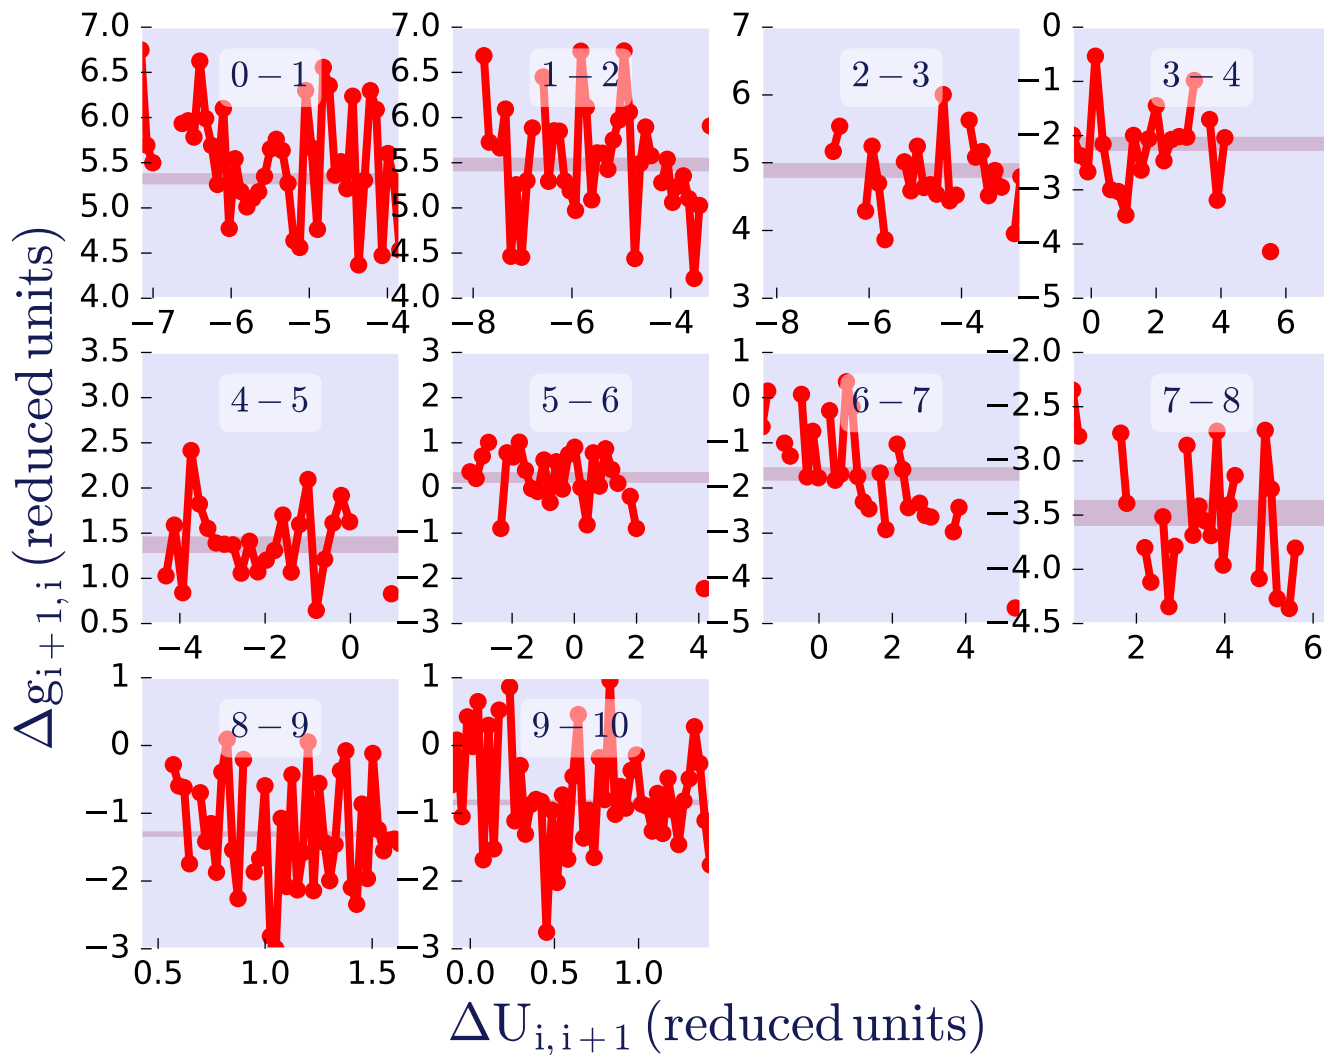 7.0 7.0 7 0
6.5 0 − 1 6.5 1 − 2 2 − 3 −1 3 − 4
6.0 6.0 6
5.5 5.5 5 −2
5.0 5.0 −3
4.5 4.5 4 −4
4.0 4.0 3 −5
−7 −6 −5 −4 −8 −6 −4 −8 −6 −4 0 2 4 6
3.5 3 1 −2.0
3.0 4 − 5 2 5 − 6 0 6 − 7 −2.5 7 − 8
2.5 1 −1 −3.0
2.0 0 −2 −3.5
1.5 −1 −3 −4.0
1.0 −2 −4
0.5 −3 −5 −4.5
−4 −2 0 −2 0 2 4 0 2 4 2 4 6
1 8 − 9 1 9 − 10
0 0
−1 −1
−2 −2
−3 −3
0.5 1.0 1.5 0.0 0.5 1.0
Δg i + 1, i (reduced units)
ΔU i, i + 1 (reduced units)